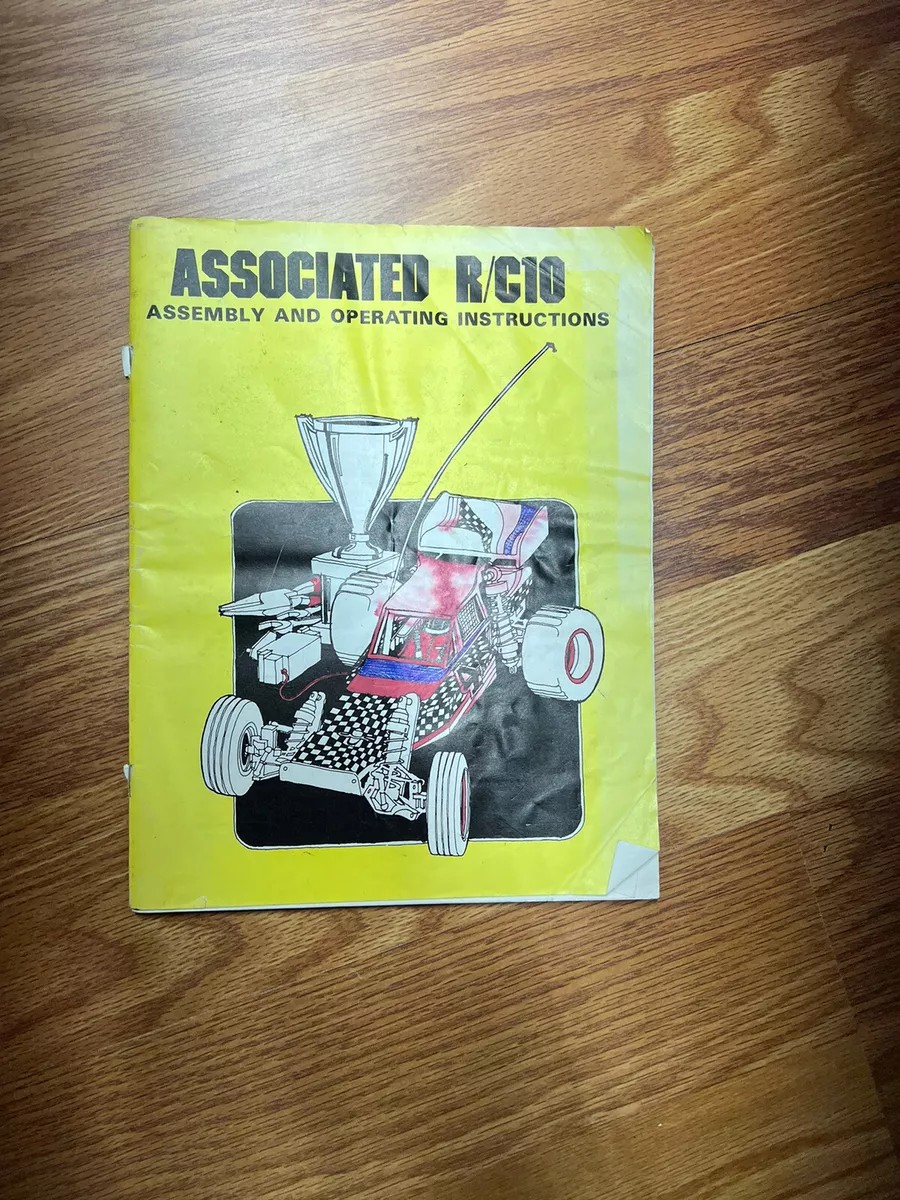 ASSOCIATED R/C10
ASSEMBLY AND OPERATING INSTRUCTIONS